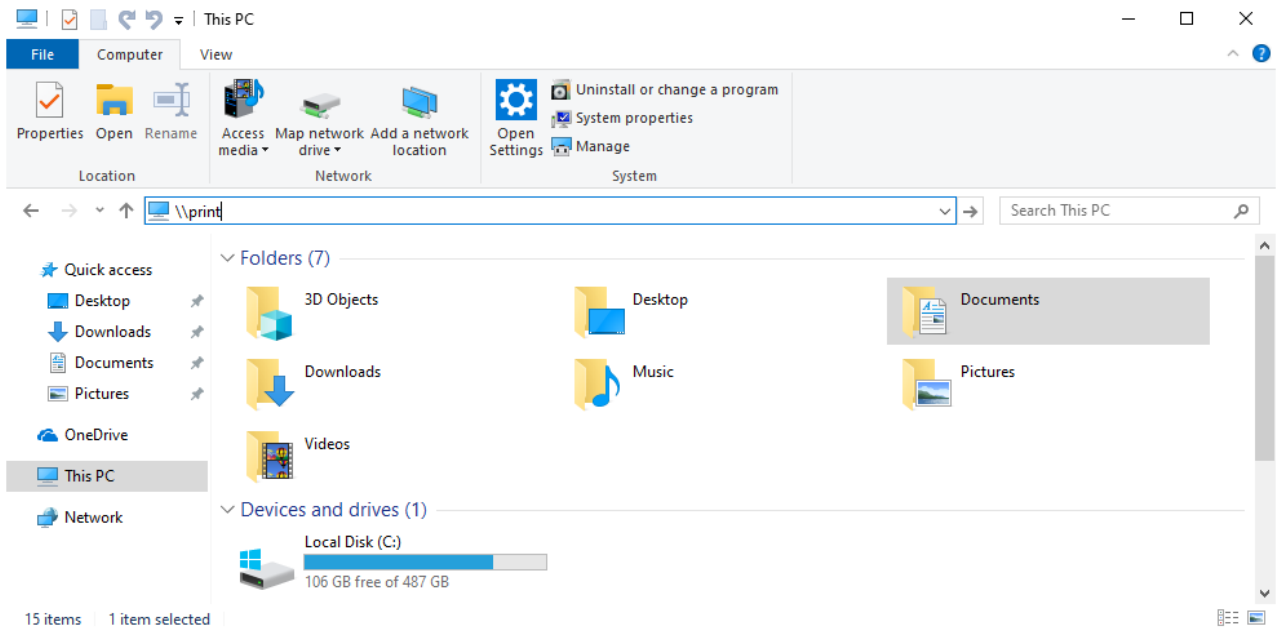 This PC
File Computer View
Properties Open Rename Access media Map network drive Add a network location Open Settings
Uninstall or change a program
System properties
Manage
Location Network System
\\print Search This PC
Quick access
Desktop
Downloads
Documents
Pictures
OneDrive
This PC
Network
Folders (7)
3D Objects Desktop Documents
Downloads Music Pictures
Videos
Devices and drives (1)
Local Disk (C:)
106 GB free of 487 GB
15 items 1 item selected